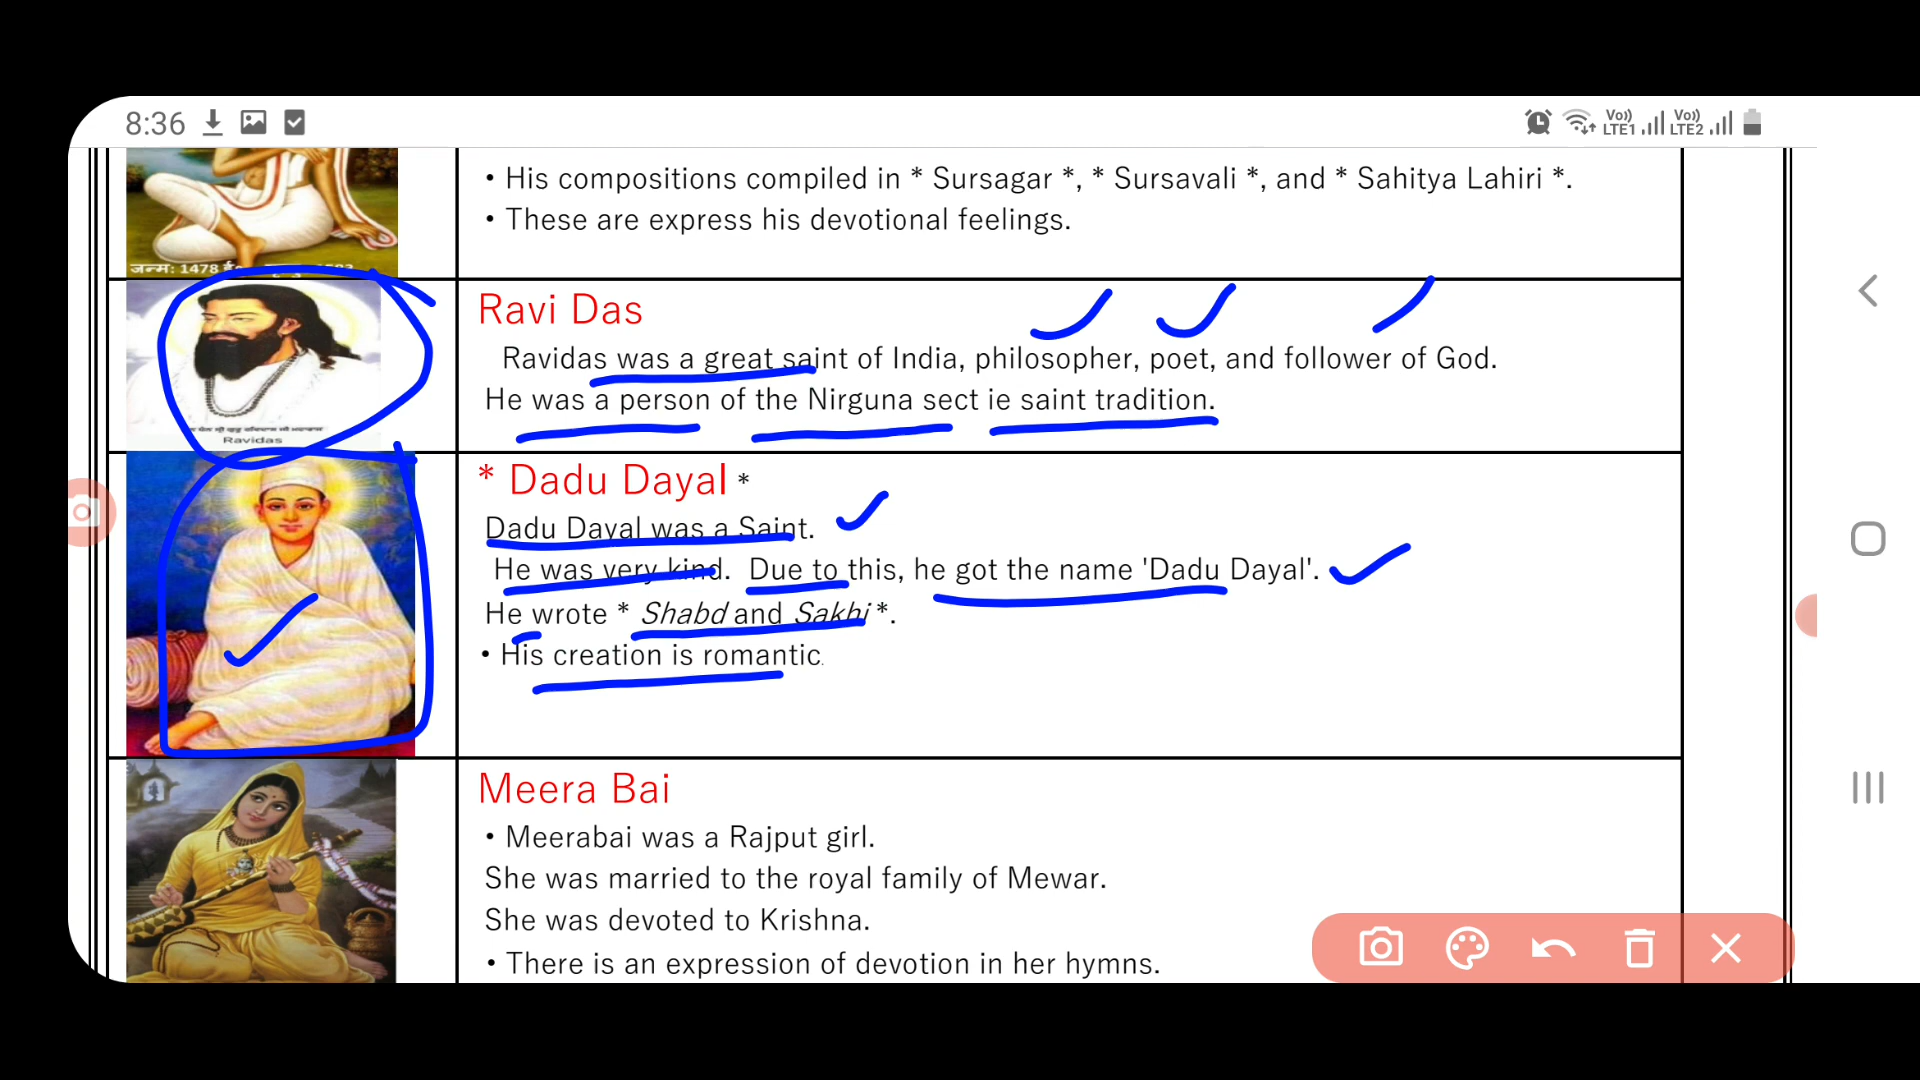 8:36
Vo)) LTE1 Vo)) LTE2
• His compositions compiled in * Sursagar *, * Sursavali *, and * Sahitya Lahiri *.
• These are express his devotional feelings.
जन्म: 1478
Ravi Das
Ravidas was a great saint of India, philosopher, poet, and follower of God.
He was a person of the Nirguna sect ie saint tradition.
Ravidas
* Dadu Dayal *
Dadu Dayal was a Saint.
He was very kind. Due to this, he got the name 'Dadu Dayal'.
He wrote * Shabd and Sakhi *.
• His creation is romantic.
Meera Bai
• Meerabai was a Rajput girl.
She was married to the royal family of Mewar.
She was devoted to Krishna.
• There is an expression of devotion in her hymns.